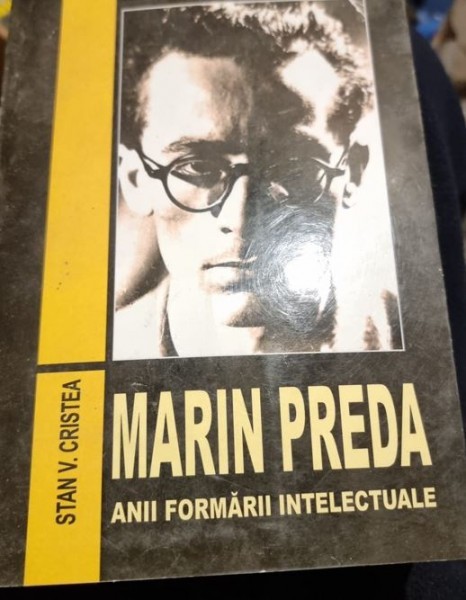 STAN V. CRISTEA
MARIN PREDA
ANII FORMĂRII INTELECTUALE